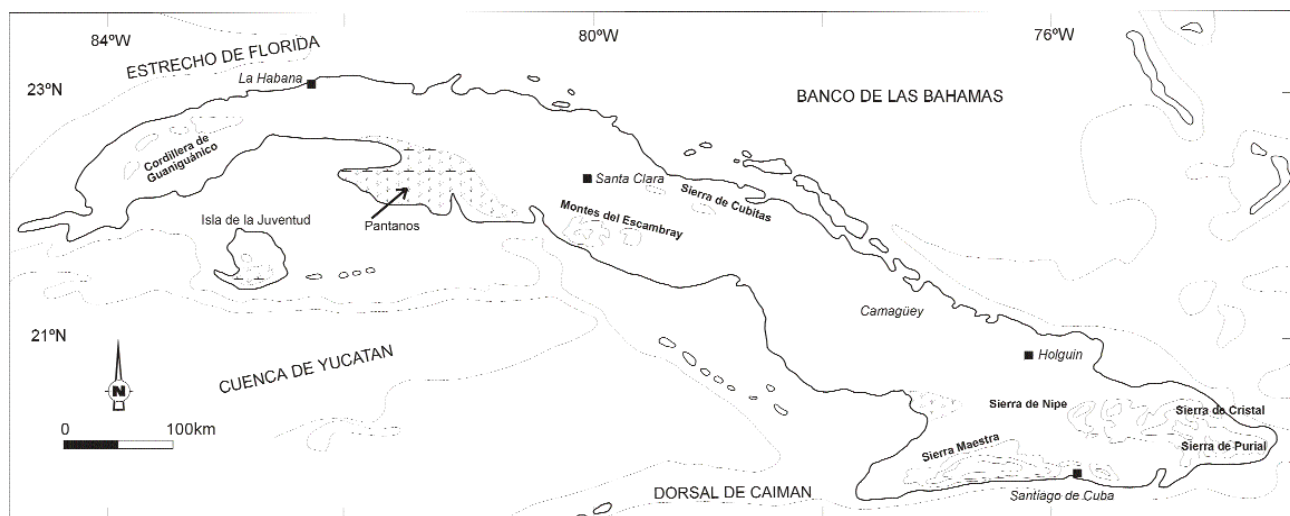 84ºW
80ºW
76ºW
ESTRECHO DE FLORIDA
La Habana
23ºN
BANCO DE LAS BAHAMAS
Cordillera de
Guaniguánico
Santa Clara
Sierra de Cubitas
Isla de la Juventud
Pantanos
Montes del Escambray
Camagüey
21ºN
CUENCA DE YUCATAN
Holguin
N
Sierra de Nipe
Sierra de Cristal
0 100km
Sierra Maestra
Sierra de Purial
DORSAL DE CAIMAN
Santiago de Cuba